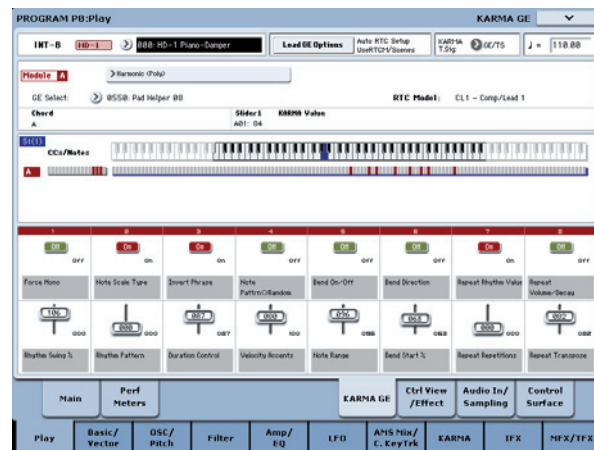 PROGRAM P0:Play KARMA GE
INT-B HD-1 000: HD-1 Piano-Damper Load GE Options Auto RTC Setup KARMA T.Sig: GE/TS ♩ = 110.00
UseRTCM/Scenes
Module A Harmonic (Poly)
GE Select: 0550: Pad Helper 08 RTC Model: CL1 - Comp/Lead 1
Chord Slider1 KARMA Value
A A01: 04
S1(1)
CCs/Notes
A
1 2 3 4 5 6 7 8
Off On On Off Off Off On Off
Off On On Off Off Off On Off
Force Mono Note Scale Type Invert Phrase Note Pattrn○Random Bend On-Off Bend Direction Repeat Rhythm Value Repeat Volume/Decay
106 000 087 000 096 063 000 002
000 000 087 100 096 063 000 002
Rhythm Swing % Rhythm Pattern Duration Control Velocity Accents Note Range Bend Start % Repeat Repetitions Repeat Transpose
Main Perf Meters KARMA GE Ctrl View /Effect Audio In/ Sampling Control Surface
Play Basic/ Vector OSC/ Pitch Filter Amp/ EQ LFO AMS Mix/ C. KeyTrk KARMA IFX MFX/TFX